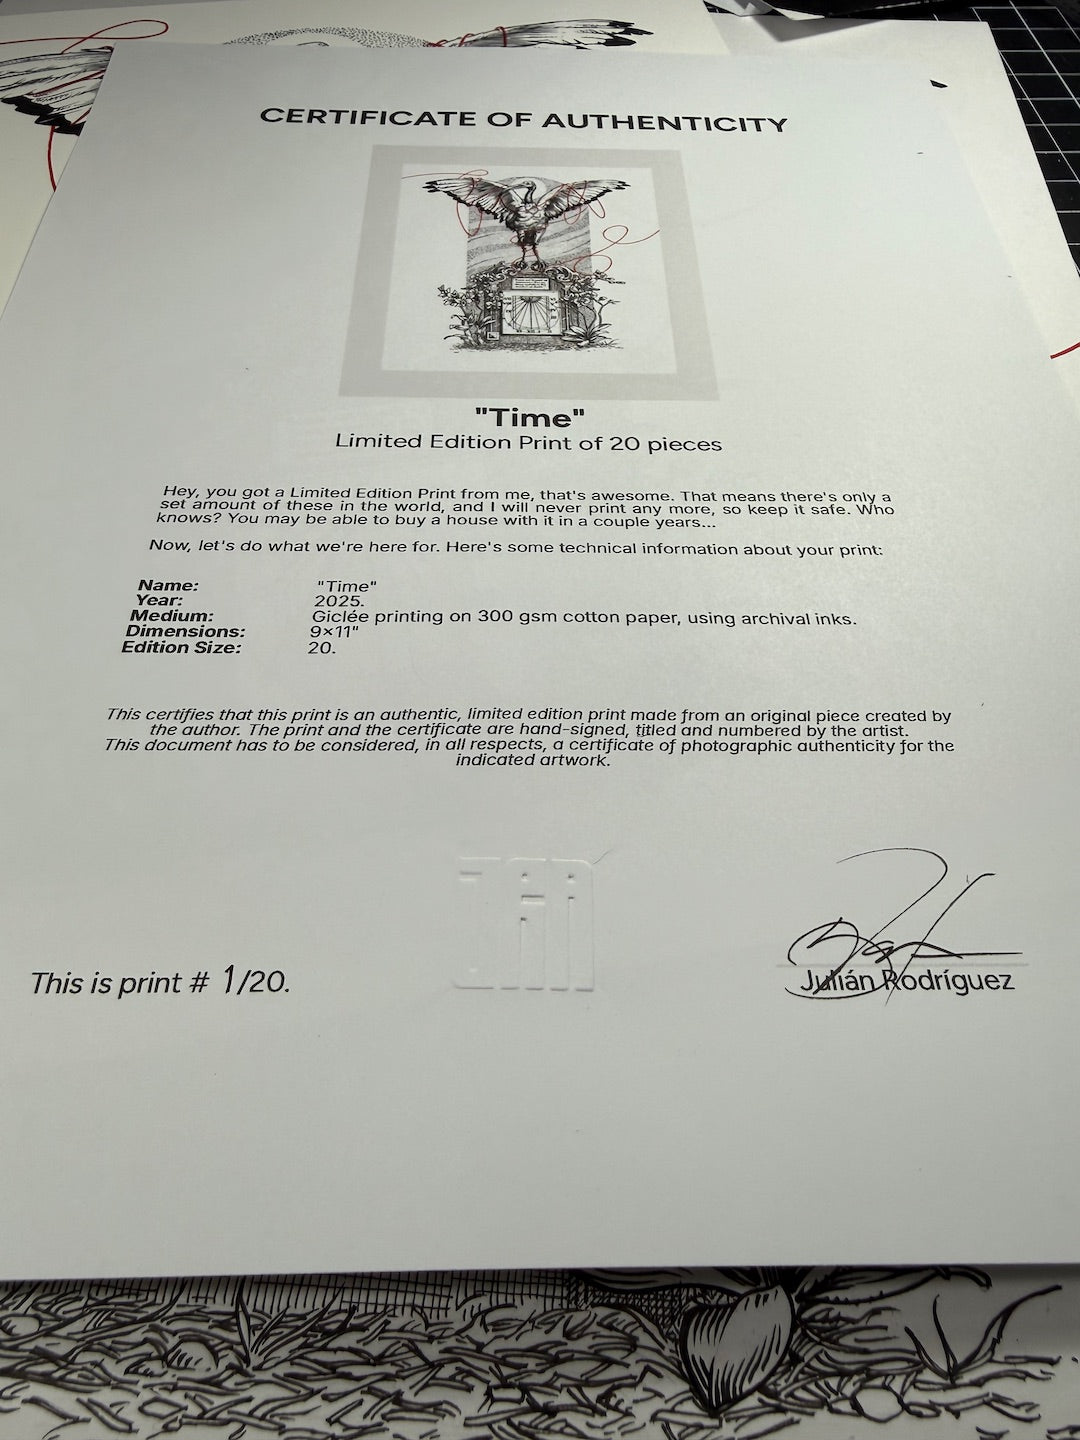 CERTIFICATE OF AUTHENTICITY
"Time"
Limited Edition Print of 20 pieces
Hey, you got a Limited Edition Print from me, that's awesome. That means there's only a
set amount of these in the world, and I will never print any more, so keep it safe. Who
knows? You may be able to buy a house with it in a couple years...
Now, let's do what we're here for. Here's some technical information about your print:
Name: "Time"
Year: 2025.
Medium: Giclée printing on 300 gsm cotton paper, using archival inks.
Dimensions: 9×11"
Edition Size: 20.
This certifies that this print is an authentic, limited edition print made from an original piece created by
the author. The print and the certificate are hand-signed, titled and numbered by the artist.
This document has to be considered, in all respects, a certificate of photographic authenticity for the
indicated artwork.
This is print # 1/20.
Julián Rodríguez